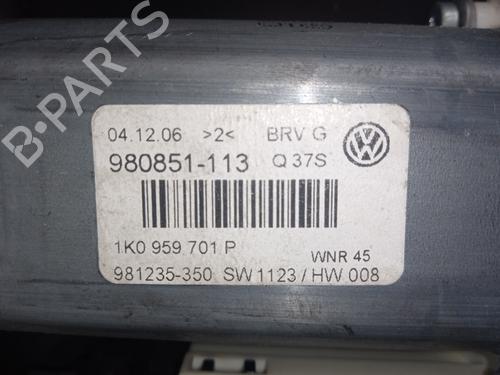 04.12.06 >2< BRV G
980851-113 Q 37S
1K0 959 701 P
WNR 45
981235-350 SW 1123 / HW 008
B-PARTS